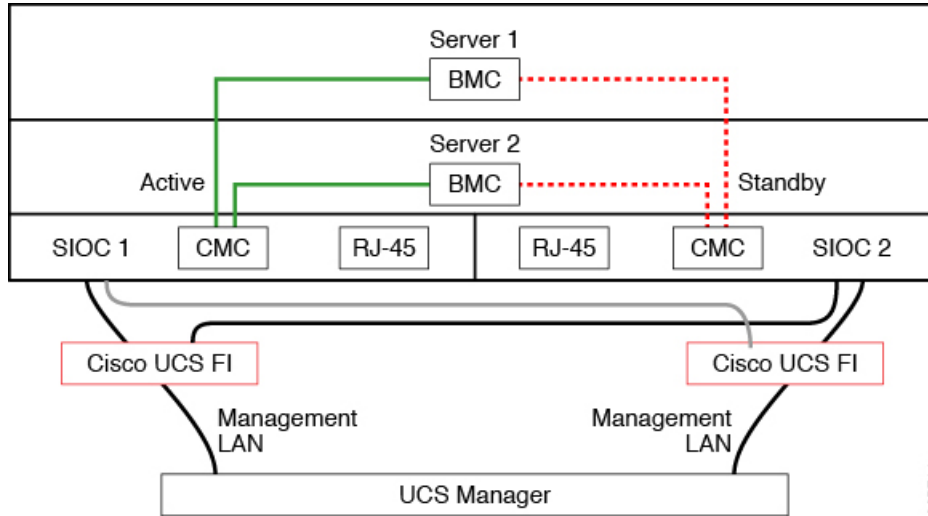 Server 1
BMC
Server 2
BMC
Active
Standby
SIOC 1
CMC
RJ-45
RJ-45
CMC
SIOC 2
Cisco UCS FI
Cisco UCS FI
Management
LAN
Management
LAN
UCS Manager